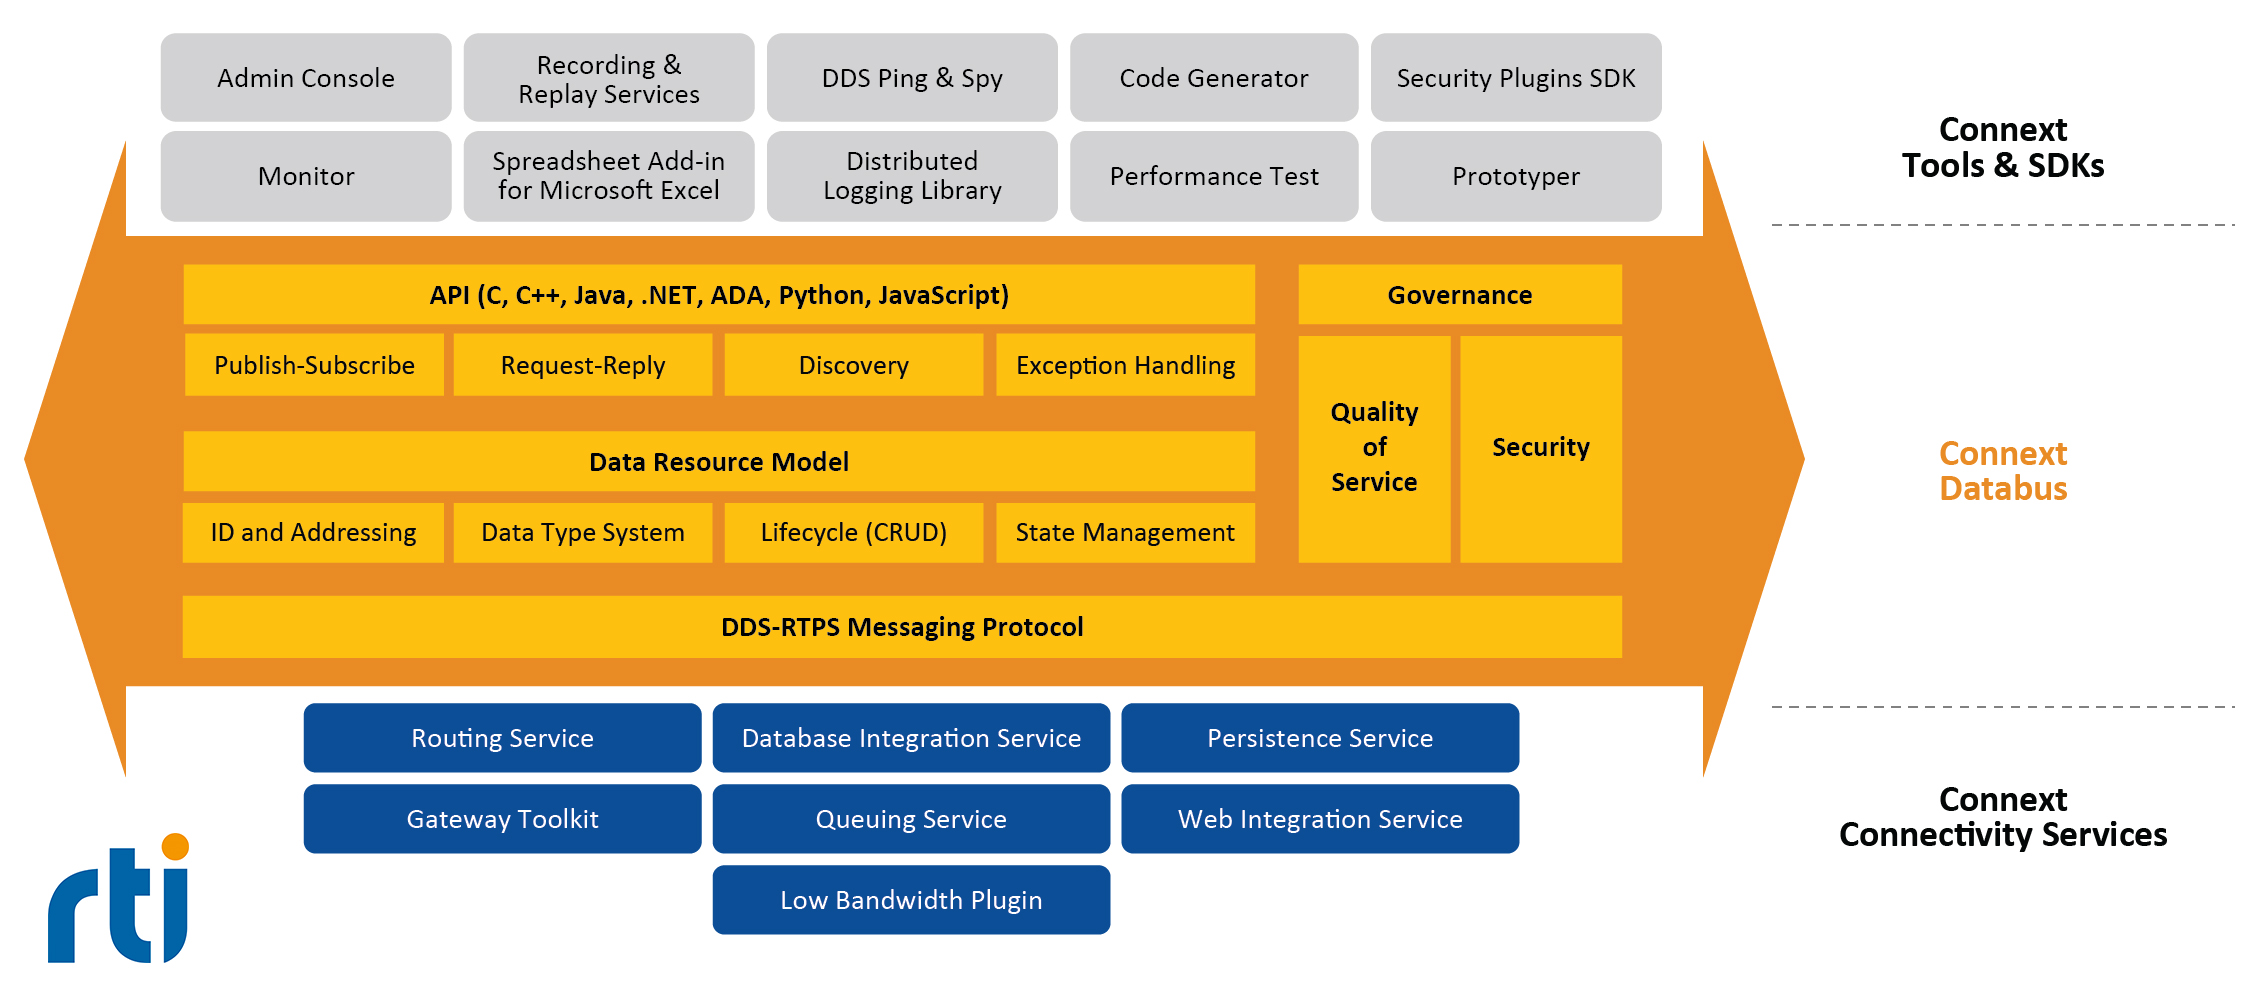 Admin Console
Recording &
Replay Services
DDS Ping & Spy
Code Generator
Security Plugins SDK
Monitor
Spreadsheet Add-in
for Microsoft Excel
Distributed
Logging Library
Performance Test
Prototyper
Connext
Tools & SDKs
API (C, C++, Java, .NET, ADA, Python, JavaScript)
Publish-Subscribe
Request-Reply
Discovery
Exception Handling
Data Resource Model
ID and Addressing
Data Type System
Lifecycle (CRUD)
State Management
Governance
Quality
of
Service
Security
DDS-RTPS Messaging Protocol
Connext
Databus
Routing Service
Database Integration Service
Persistence Service
Gateway Toolkit
Queuing Service
Web Integration Service
Low Bandwidth Plugin
Connext
Connectivity Services
rti